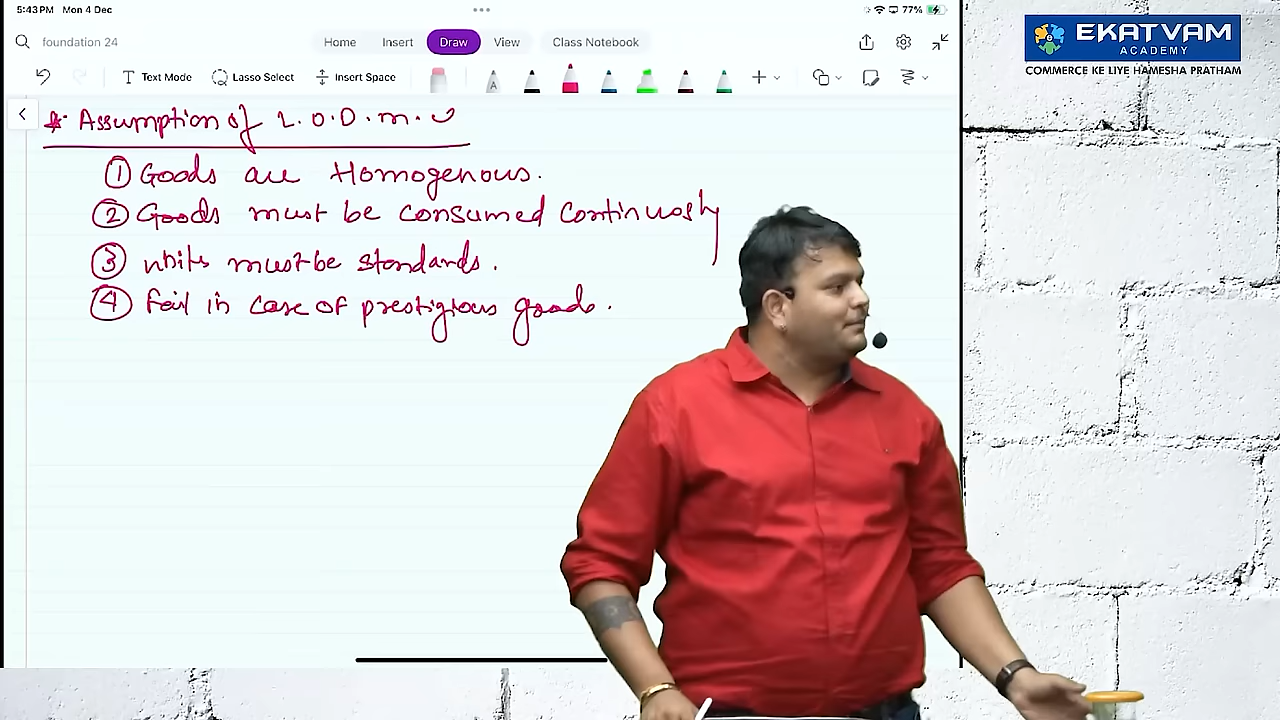 5:43 PM Mon 4 Dec
77%
foundation 24
Home Insert Draw View Class Notebook
Text Mode Lasso Select Insert Space
* Assumption of L.O.D.m.U
① Goods are Homogenous.
② Goods must be consumed continuosty
③ units must be standards.
④ fail in case of prestigious goods.
EKATVAM
ACADEMY
COMMERCE KE LIYE HAMESHA PRATHAM